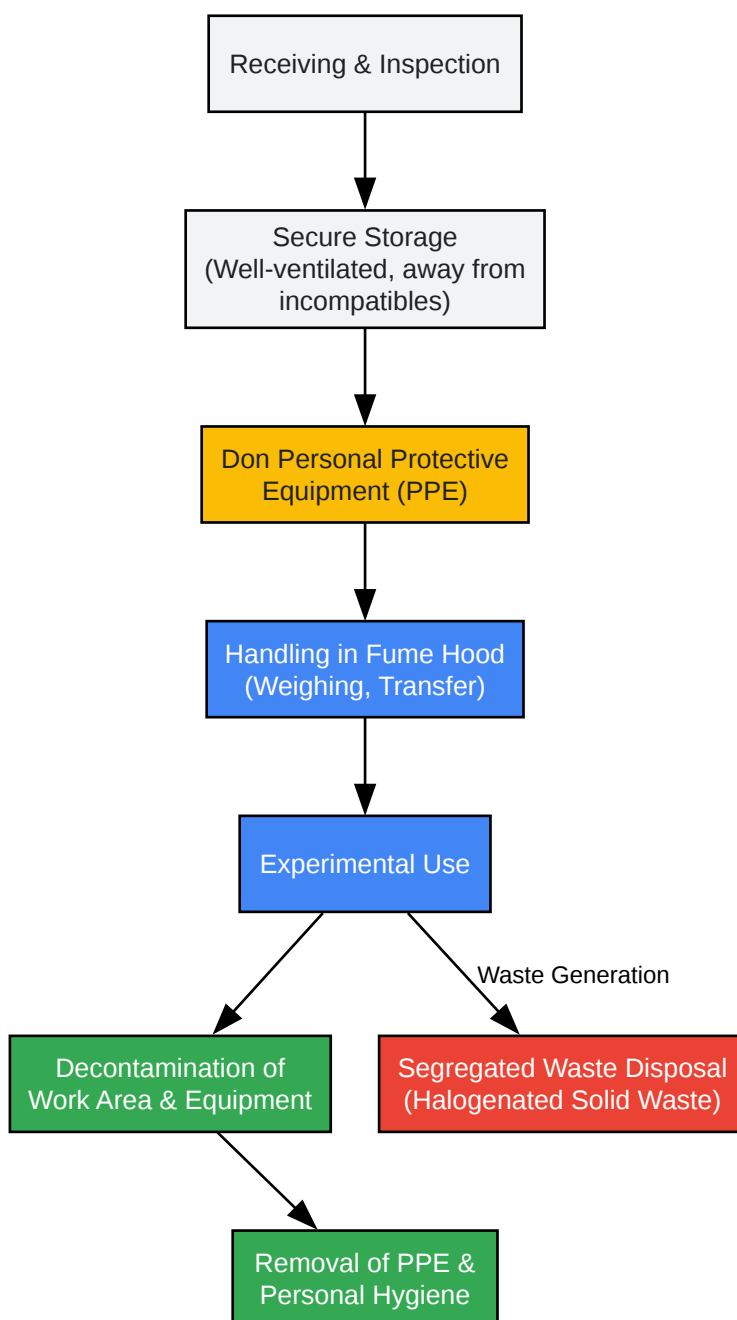 Receiving & Inspection
Secure Storage
(Well-ventilated, away from
incompatibles)
Don Personal Protective
Equipment (PPE)
Handling in Fume Hood
(Weighing, Transfer)
Experimental Use
Waste Generation
Decontamination of
Work Area & Equipment
Segregated Waste Disposal
(Halogenated Solid Waste)
Removal of PPE &
Personal Hygiene